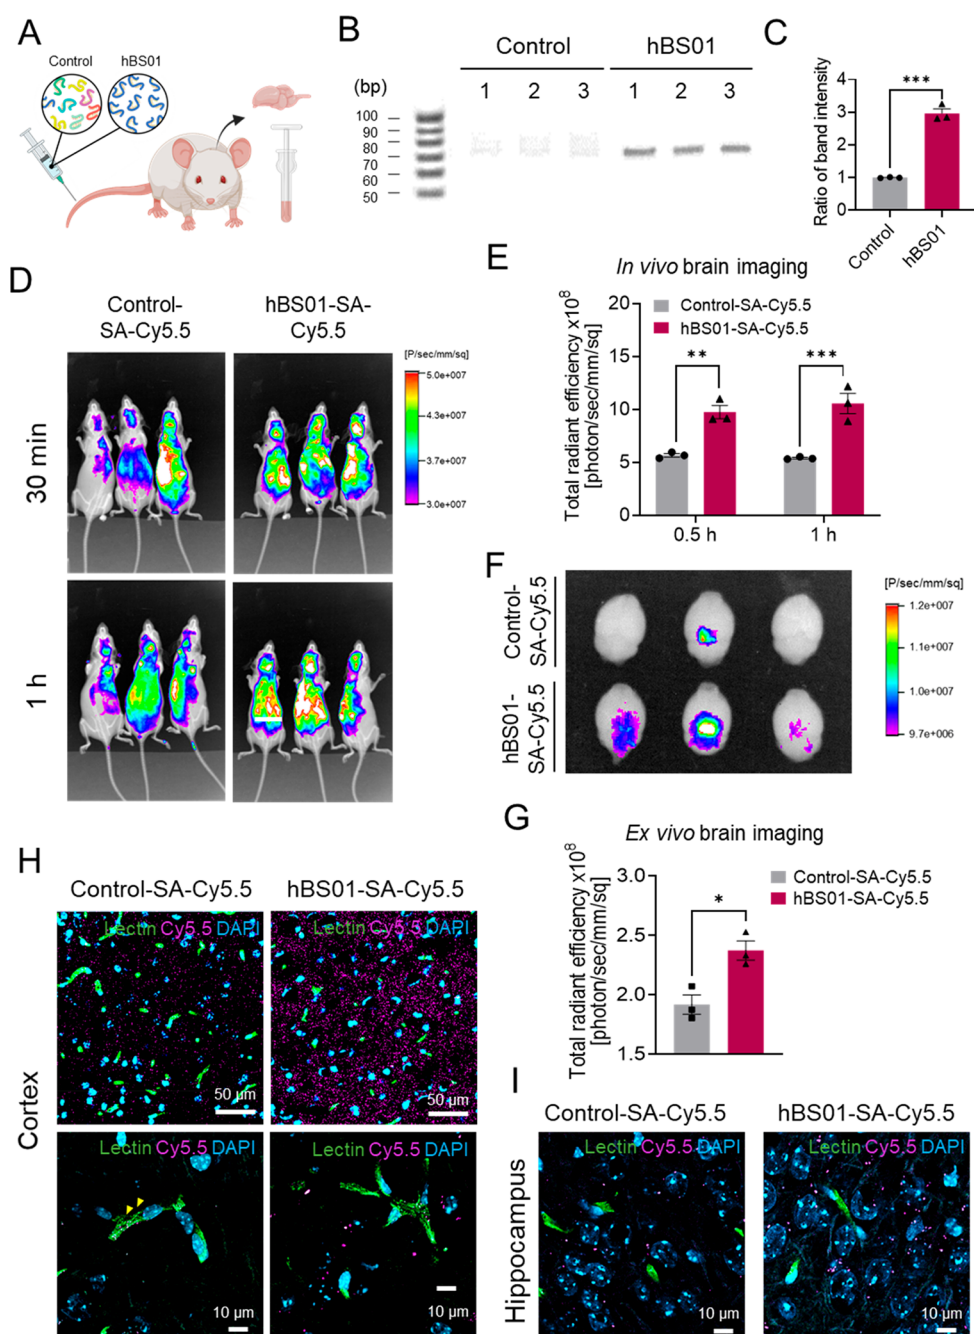 A
Control
hBS01
B
Control
hBS01
(bp)
1 2 3 1 2 3
100
90
80
70
60
50
C
Ratio of band intensity
4
3
2
1
0
***
Control
hBS01
D
Control-
SA-Cy5.5
hBS01-SA-
Cy5.5
[P/sec/mm/sq]
5.0e+007
4.3e+007
3.7e+007
3.0e+007
30 min
1 h
E
In vivo brain imaging
Total radiant efficiency x10⁸
[photon/sec/mm/sq]
20
15
10
5
0
Control-SA-Cy5.5
hBS01-SA-Cy5.5
**
***
0.5 h
1 h
F
Control-
SA-Cy5.5
hBS01-
SA-Cy5.5
[P/sec/mm/sq]
1.2e+007
1.1e+007
1.0e+007
9.7e+006
G
Ex vivo brain imaging
Total radiant efficiency x10⁸
[photon/sec/mm/sq]
3.0
2.5
2.0
1.5
*
Control-SA-Cy5.5
hBS01-SA-Cy5.5
H
Control-SA-Cy5.5
hBS01-SA-Cy5.5
Cortex
Lectin Cy5.5 DAPI
50 µm
Lectin Cy5.5 DAPI
50 µm
Lectin Cy5.5 DAPI
10 µm
Lectin Cy5.5 DAPI
10 µm
I
Control-SA-Cy5.5
hBS01-SA-Cy5.5
Hippocampus
Lectin Cy5.5 DAPI
10 µm
Lectin Cy5.5 DAPI
10 µm